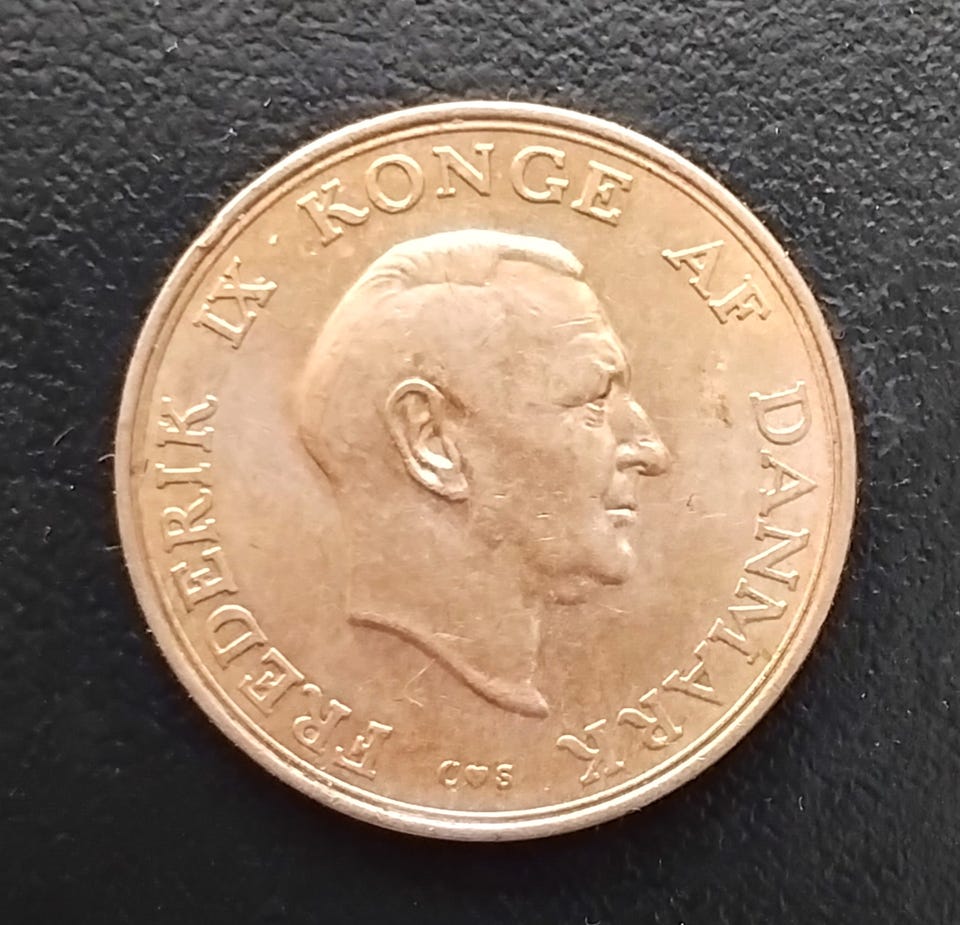 FREDERIK IX · KONGE AF DANMARK
C♥S